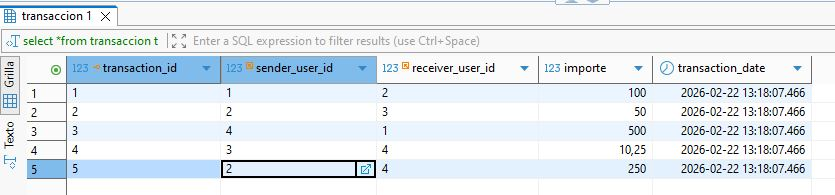 transaccion 1
select *from transaccion t Enter a SQL expression to filter results (use Ctrl+Space)
Grilla
Texto
123 transaction_id 123 sender_user_id 123 receiver_user_id 123 importe transaction_date
1 1 1 2 100 2026-02-22 13:18:07.466
2 2 2 3 50 2026-02-22 13:18:07.466
3 3 4 1 500 2026-02-22 13:18:07.466
4 4 3 4 10,25 2026-02-22 13:18:07.466
5 5 2 4 250 2026-02-22 13:18:07.466